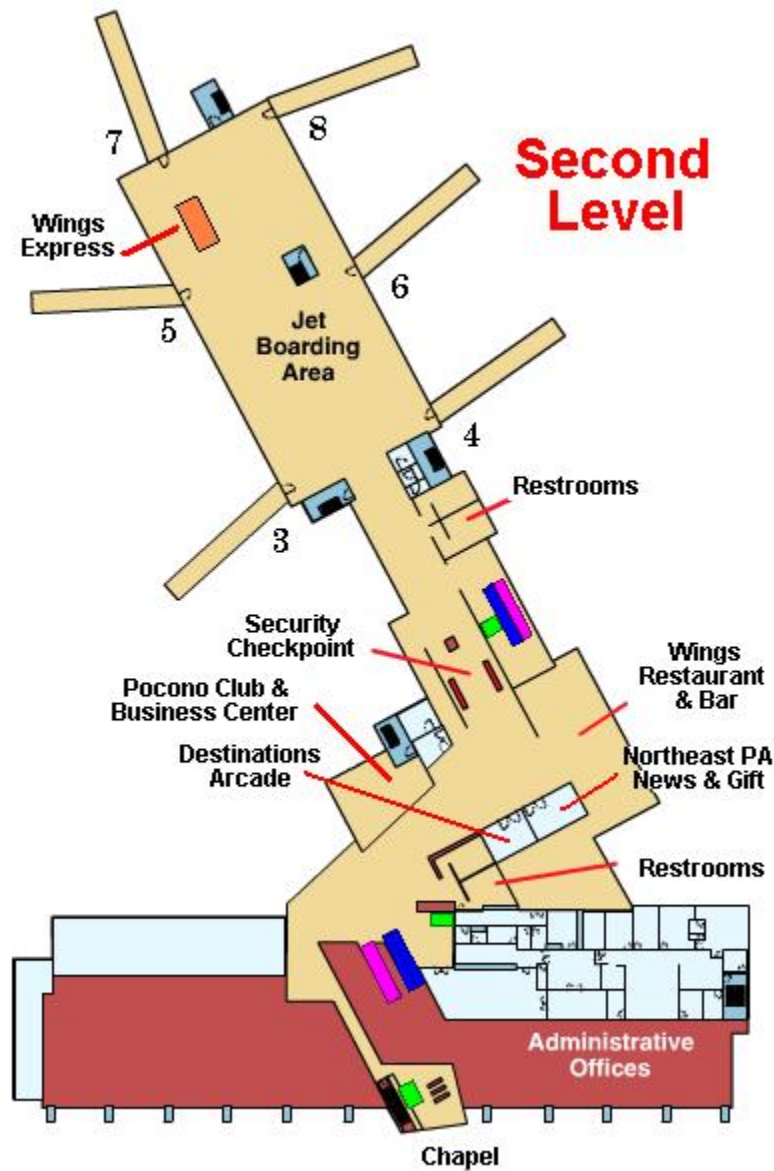 7
8
Second
Level
Wings
Express
5
6
Jet
Boarding
Area
4
Restrooms
3
Security
Checkpoint
Pocono Club &
Business Center
Destinations
Arcade
Wings
Restaurant
& Bar
Northeast PA
News & Gift
Restrooms
Administrative
Offices
Chapel